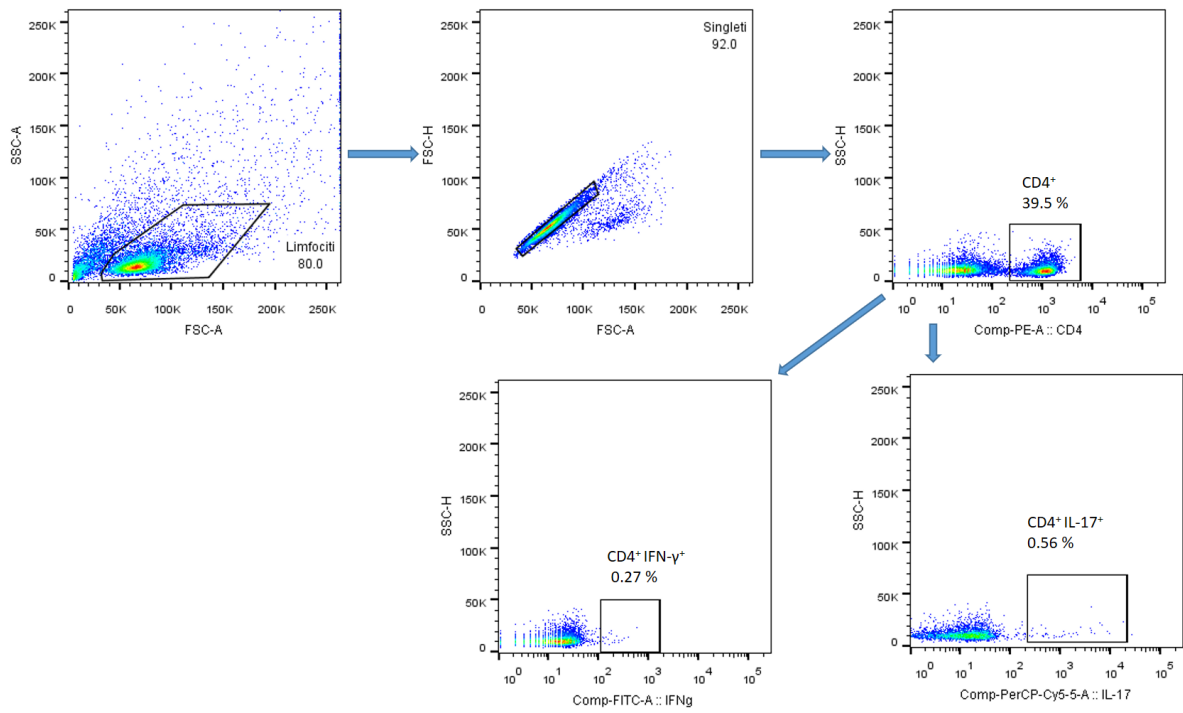 250K
200K
150K
100K
50K
0
SSC-A
Limfociti
80.0
0 50K 100K 150K 200K 250K
FSC-A
250K
200K
150K
100K
50K
0
FSC-H
Singleti
92.0
0 50K 100K 150K 200K 250K
FSC-A
250K
200K
150K
100K
50K
0
SSC-H
CD4⁺
39.5 %
10⁰ 10¹ 10² 10³ 10⁴ 10⁵
Comp-PE-A :: CD4
250K
200K
150K
100K
50K
0
SSC-H
CD4⁺ IFN-γ⁺
0.27 %
10⁰ 10¹ 10² 10³ 10⁴ 10⁵
Comp-FITC-A :: IFNg
250K
200K
150K
100K
50K
0
SSC-H
CD4⁺ IL-17⁺
0.56 %
10⁰ 10¹ 10² 10³ 10⁴ 10⁵
Comp-PerCP-Cy5-5-A :: IL-17